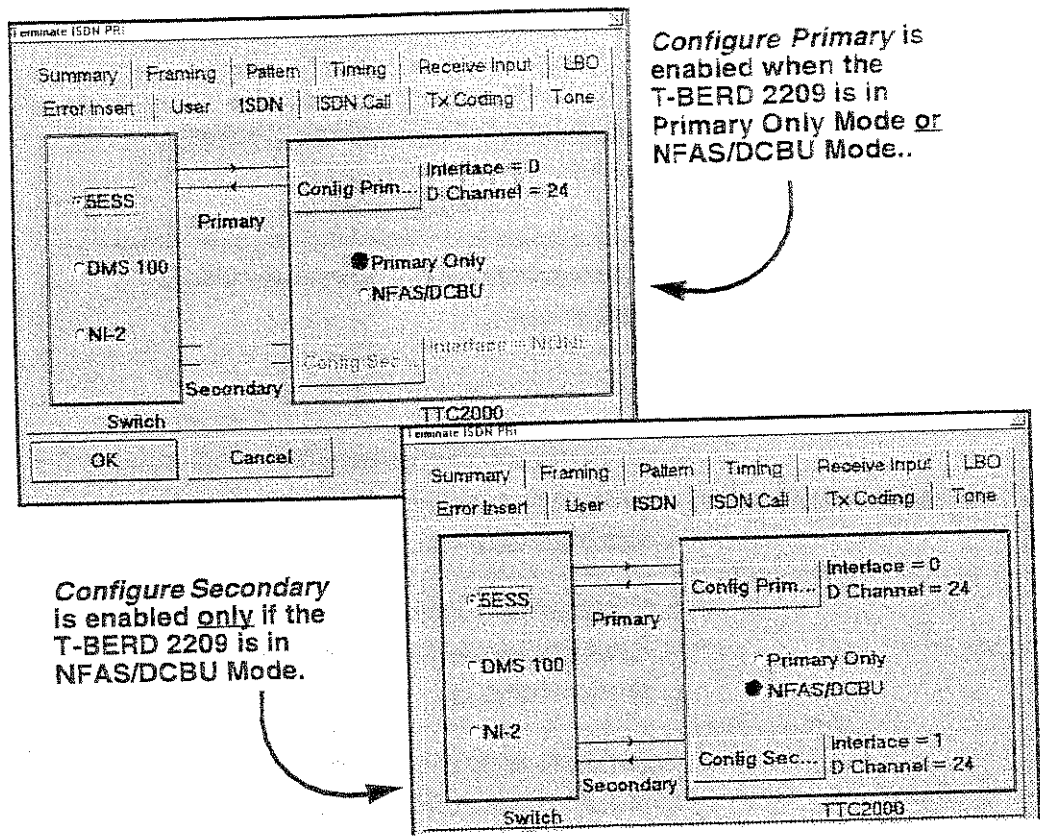 Terminate ISDN PRI
Summary Framing Pattern Timing Receive Input LBO
Error Insert User ISDN ISDN Call Tx Coding Tone
5ESS
DMS 100
NI-2
Switch
Primary
Secondary
Config Prim...
Interface = 0
D Channel = 24
Primary Only
NFAS/DCBU
Config Sec...
Interface = NONE
TTC2000
OK Cancel
Configure Primary is
enabled when the
T-BERD 2209 is in
Primary Only Mode or
NFAS/DCBU Mode..
Configure Secondary
is enabled only if the
T-BERD 2209 is in
NFAS/DCBU Mode.
Terminate ISDN PRI
Summary Framing Pattern Timing Receive Input LBO
Error Insert User ISDN ISDN Call Tx Coding Tone
5ESS
DMS 100
NI-2
Switch
Primary
Secondary
Config Prim...
Interface = 0
D Channel = 24
Primary Only
NFAS/DCBU
Config Sec...
Interface = 1
D Channel = 24
TTC2000